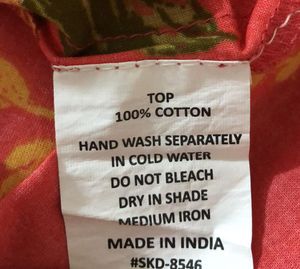 TOP
100% COTTON
HAND WASH SEPARATELY
IN COLD WATER
DO NOT BLEACH
DRY IN SHADE
MEDIUM IRON
MADE IN INDIA
#SKD-8546